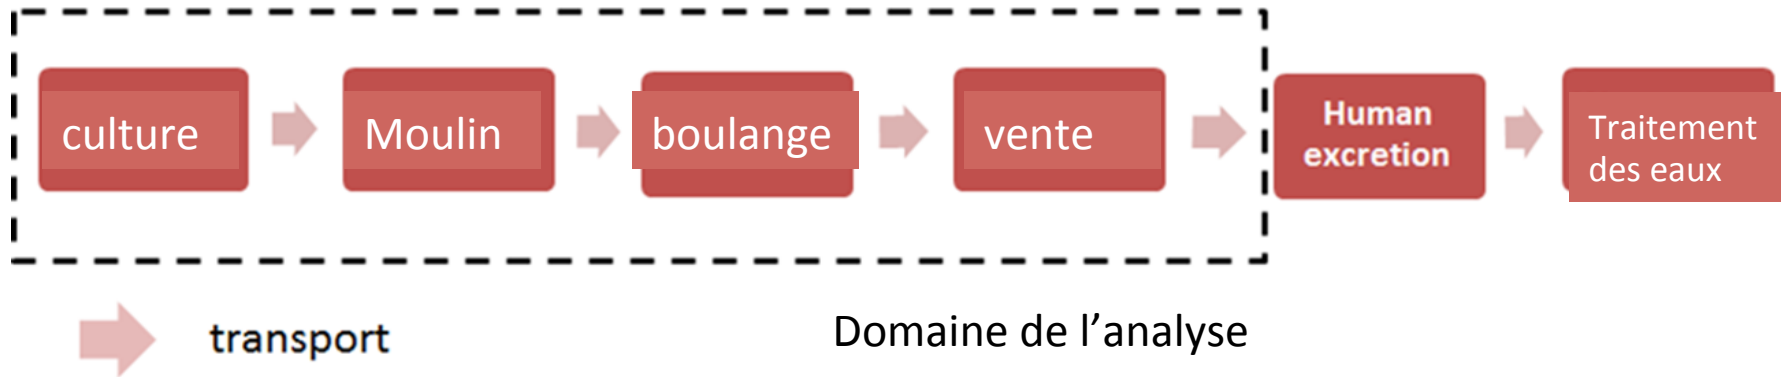 culture
Moulin
boulange
vente
Human
excretion
Traitement
des eaux
transport
Domaine de l’analyse